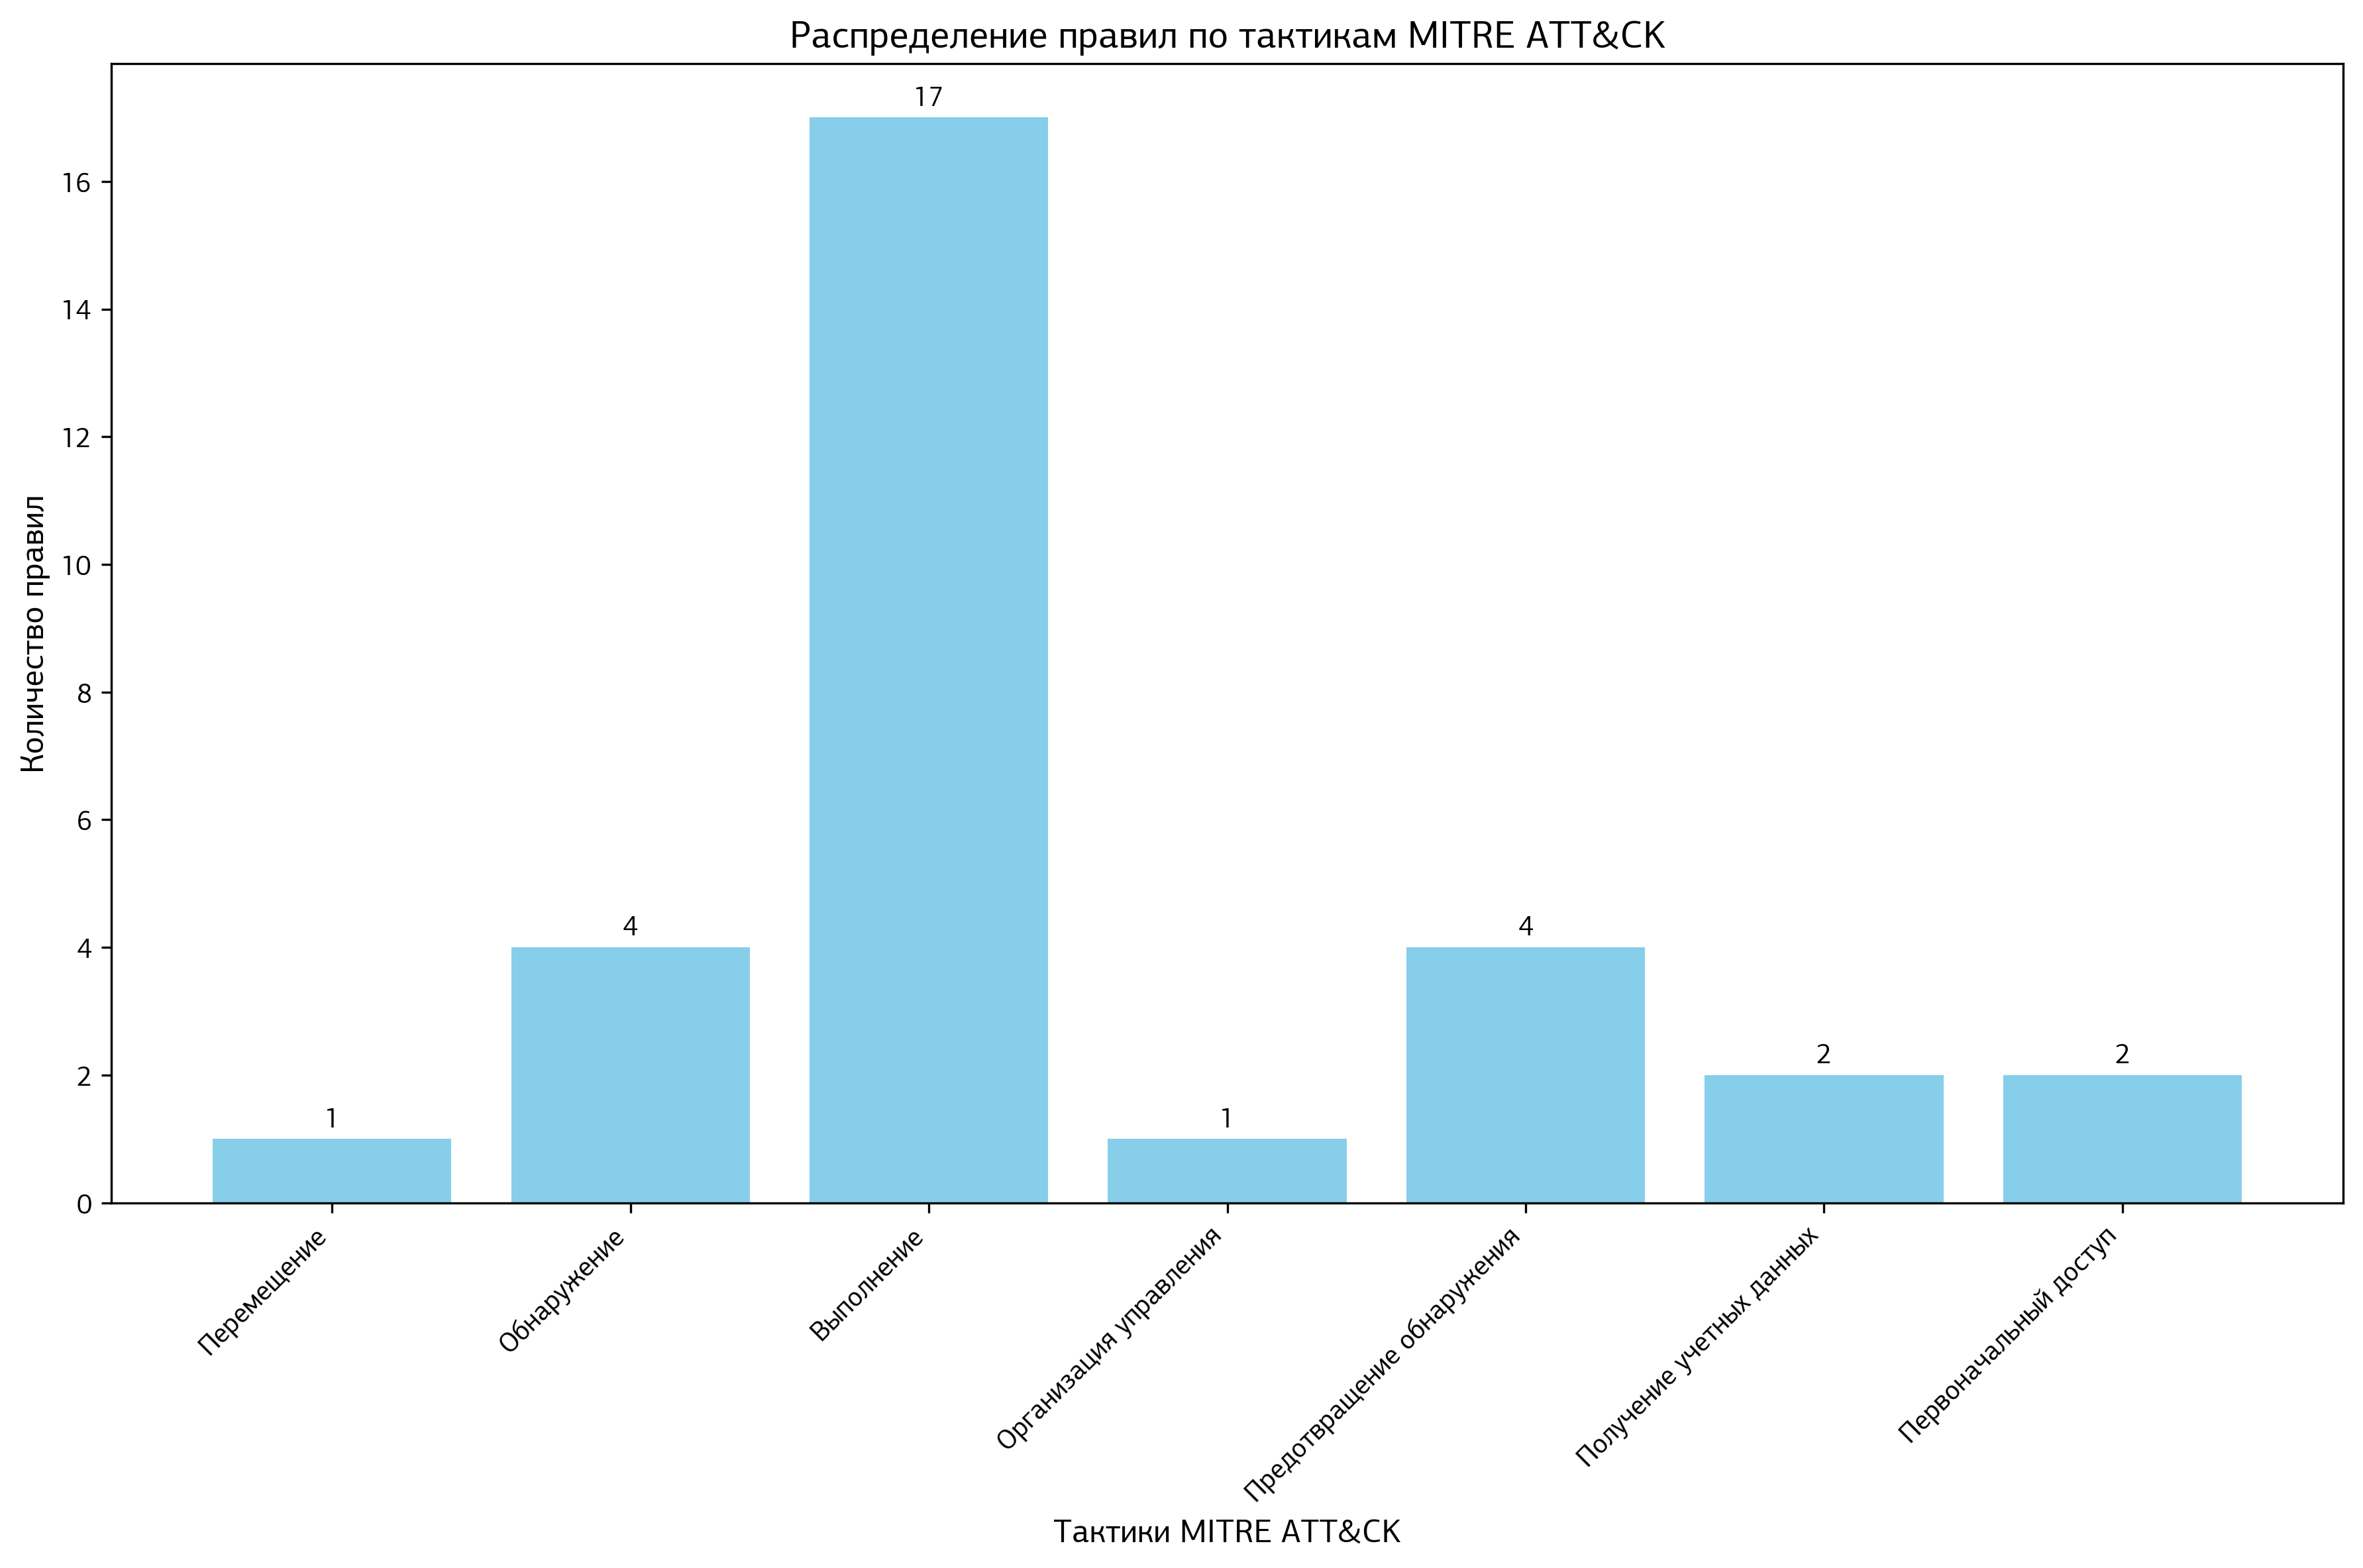 Распределение правил по тактикам MITRE ATT&CK
Количество правил
16
14
12
10
8
6
4
2
0
1
4
17
1
4
2
2
Перемещение
Обнаружение
Выполнение
Организация управления
Предотвращение обнаружения
Получение учетных данных
Первоначальный доступ
Тактики MITRE ATT&CK